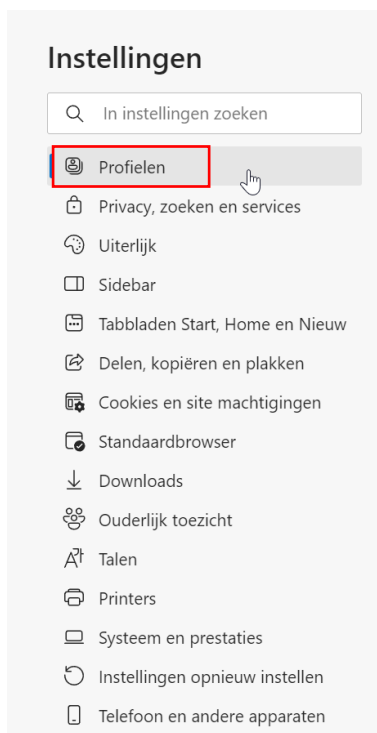 Instellingen
In instellingen zoeken
Profielen
Privacy, zoeken en services
Uiterlijk
Sidebar
Tabbladen Start, Home en Nieuw
Delen, kopiëren en plakken
Cookies en site machtigingen
Standaardbrowser
Downloads
Ouderlijk toezicht
Talen
Printers
Systeem en prestaties
Instellingen opnieuw instellen
Telefoon en andere apparaten